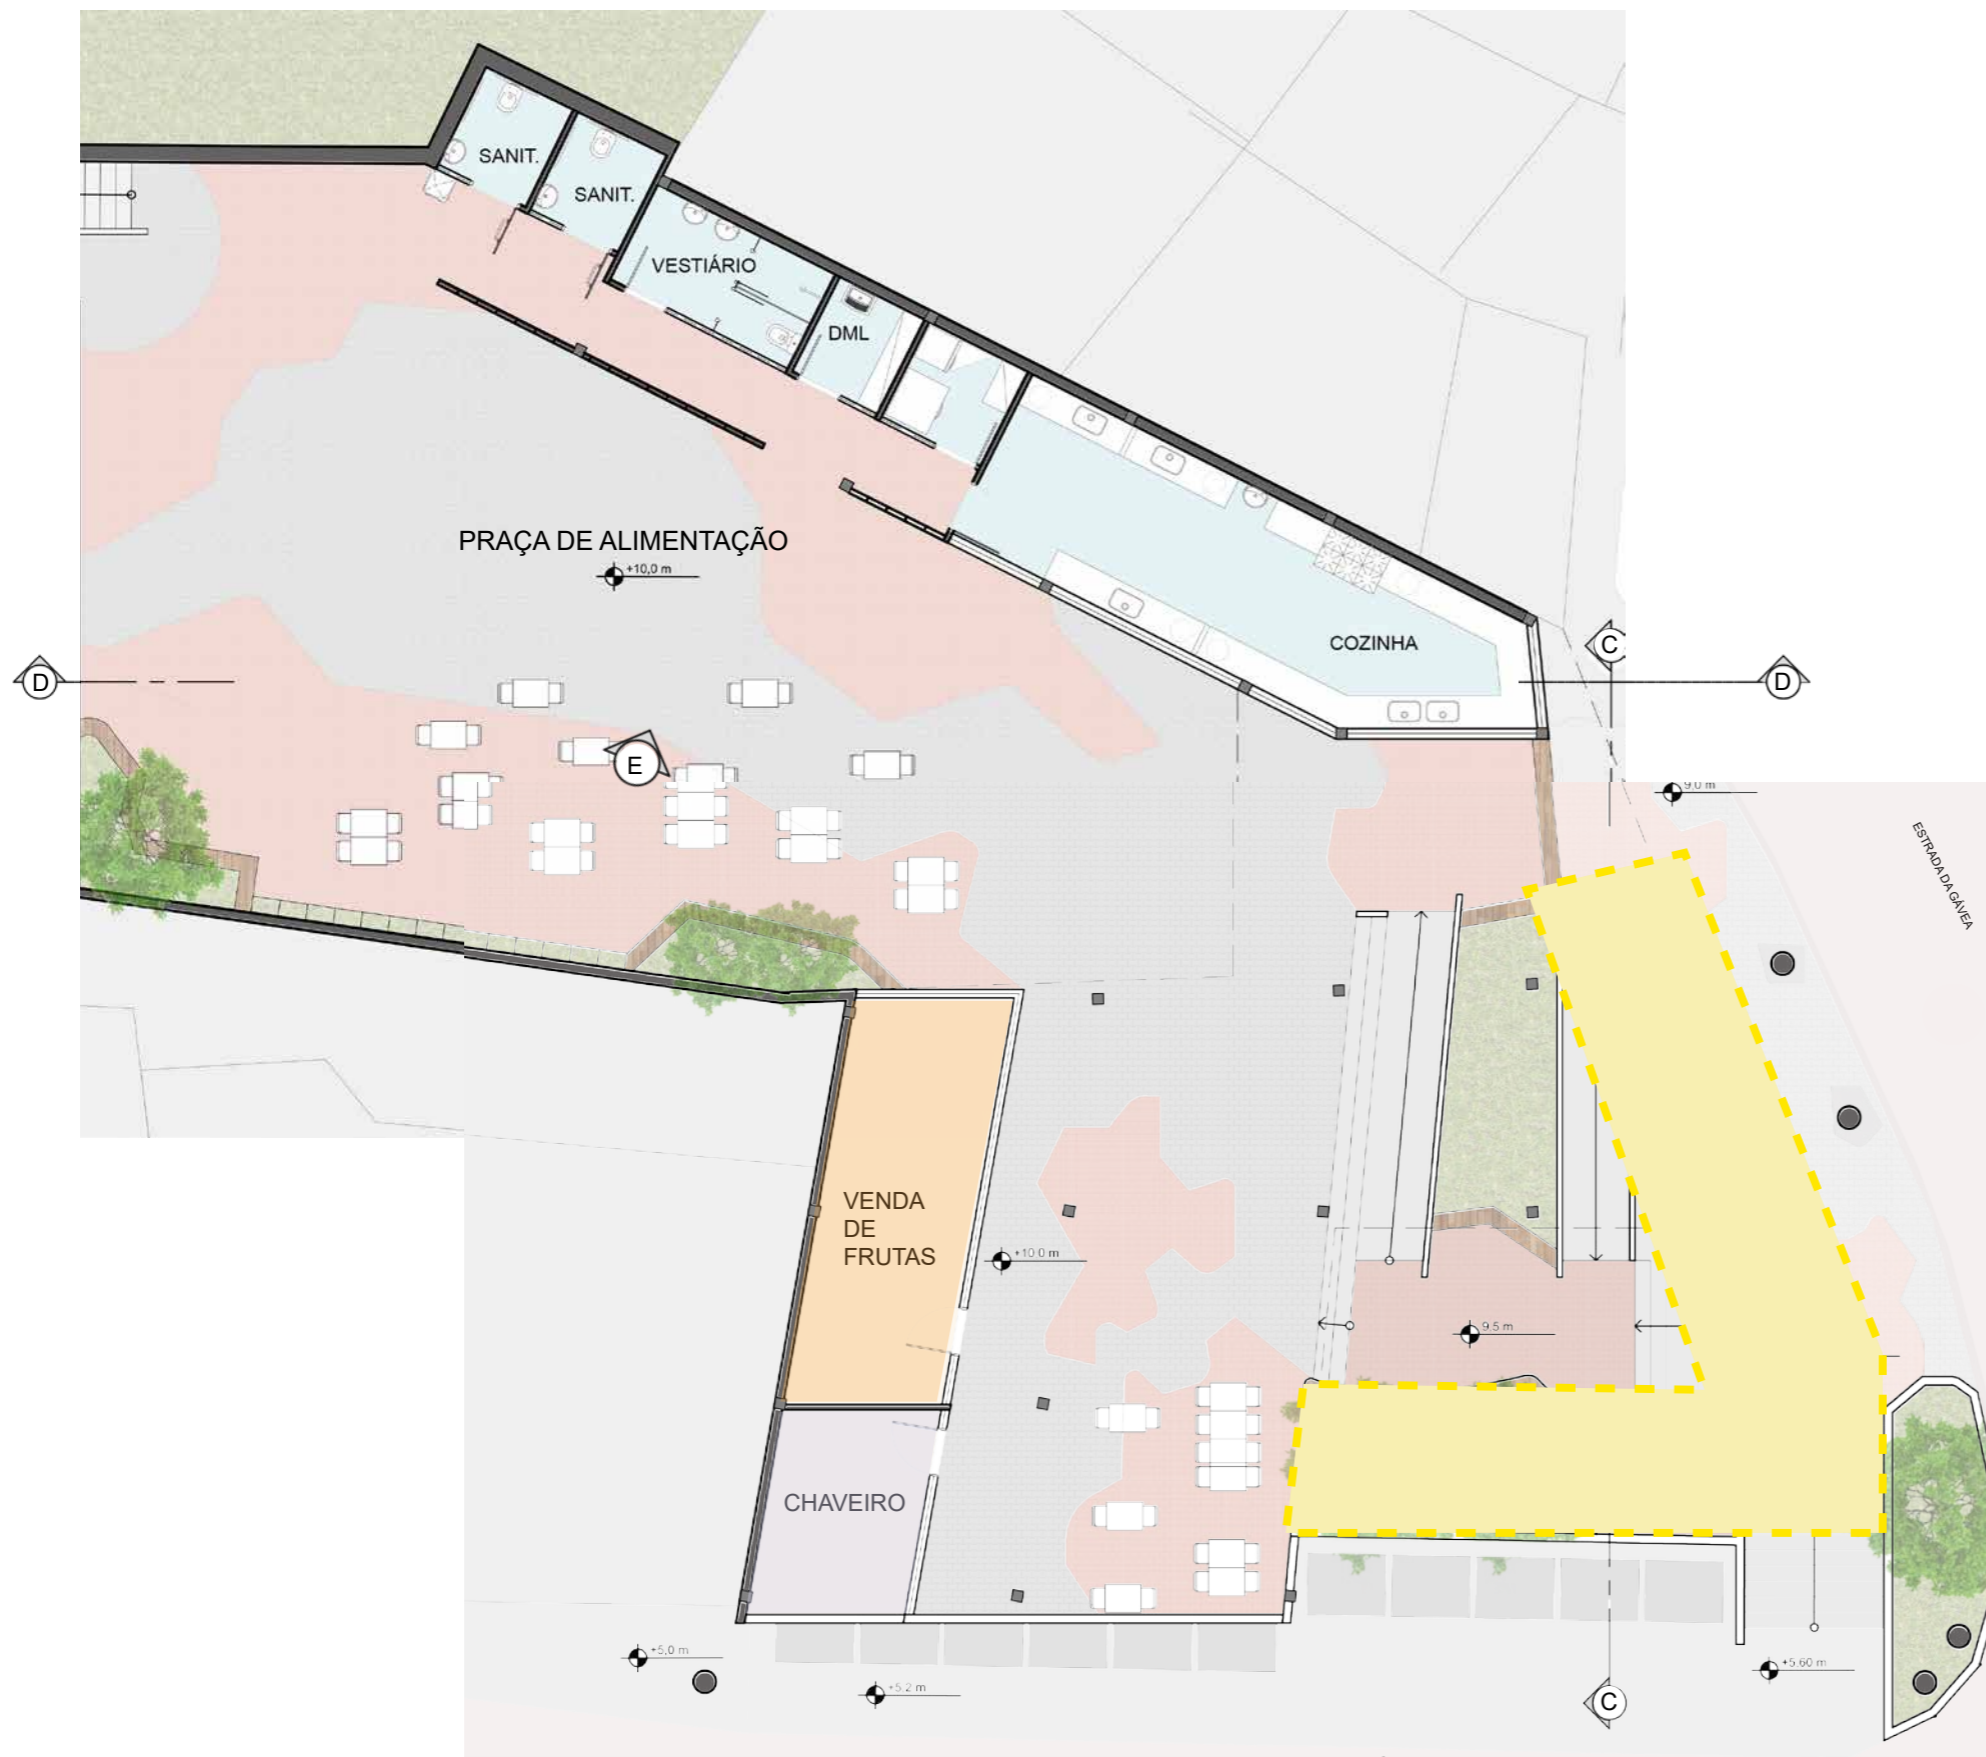 SANIT.
SANIT.
VESTIÁRIO
DML
PRAÇA DE ALIMENTAÇÃO
+10,0 m
COZINHA
C
D
D
E
9,0 m
ESTRADA DA GÁVEA
VENDA
DE
FRUTAS
+10 0 m
9,5 m
CHAVEIRO
+5,0 m
+5,2 m
+5,60 m
C